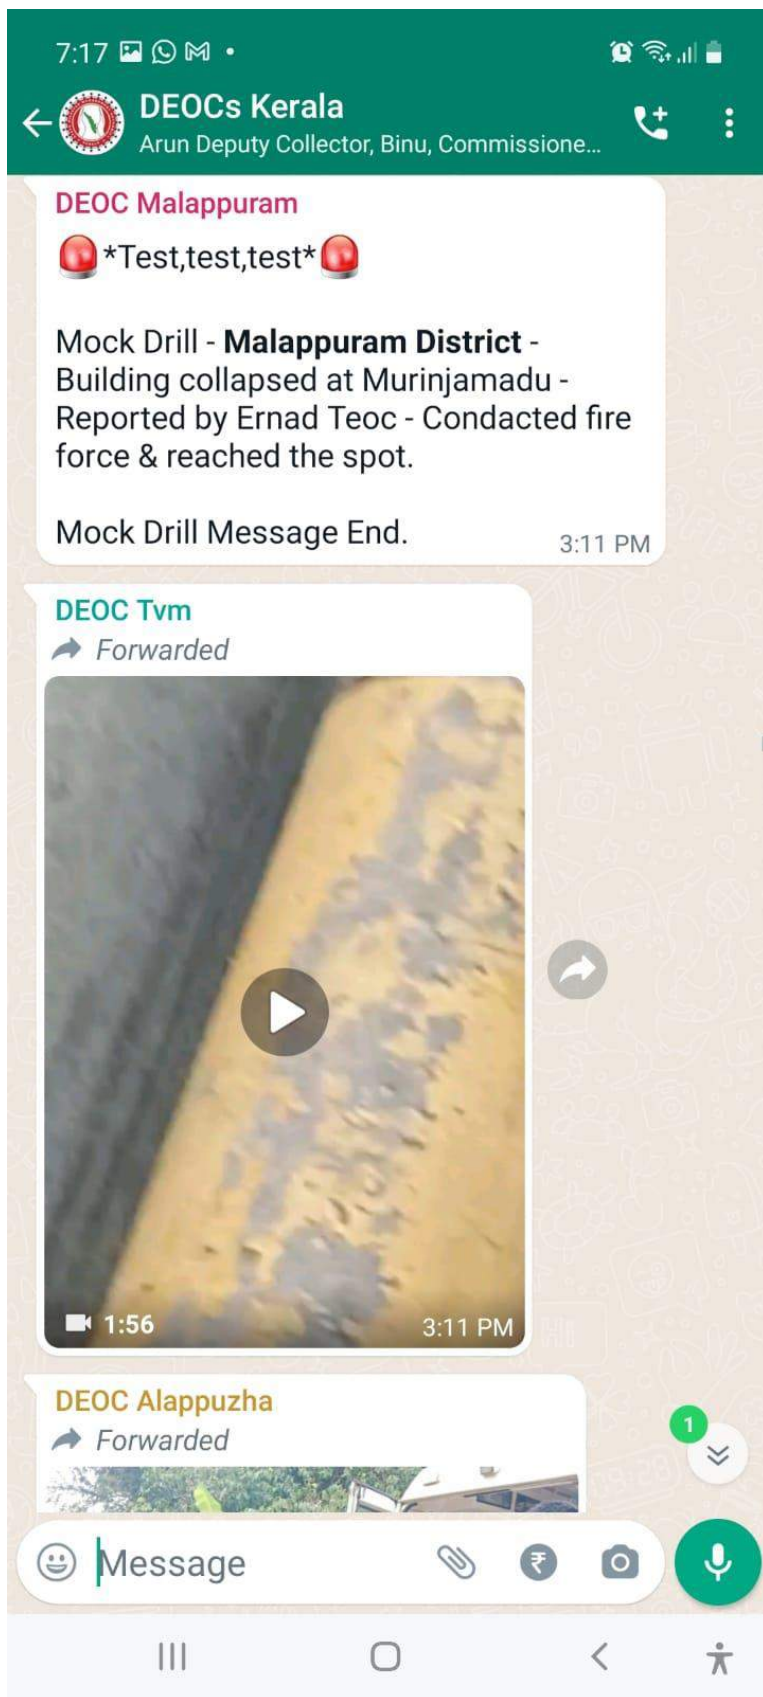 7:17
DEOCs Kerala
Arun Deputy Collector, Binu, Commissione...
DEOC Malappuram
🚨*Test,test,test*🚨
Mock Drill - Malappuram District -
Building collapsed at Murinjamadu -
Reported by Ernad Teoc - Condacted fire
force & reached the spot.
Mock Drill Message End.
3:11 PM
DEOC Tvm
Forwarded
1:56
3:11 PM
DEOC Alappuzha
Forwarded
1
Message